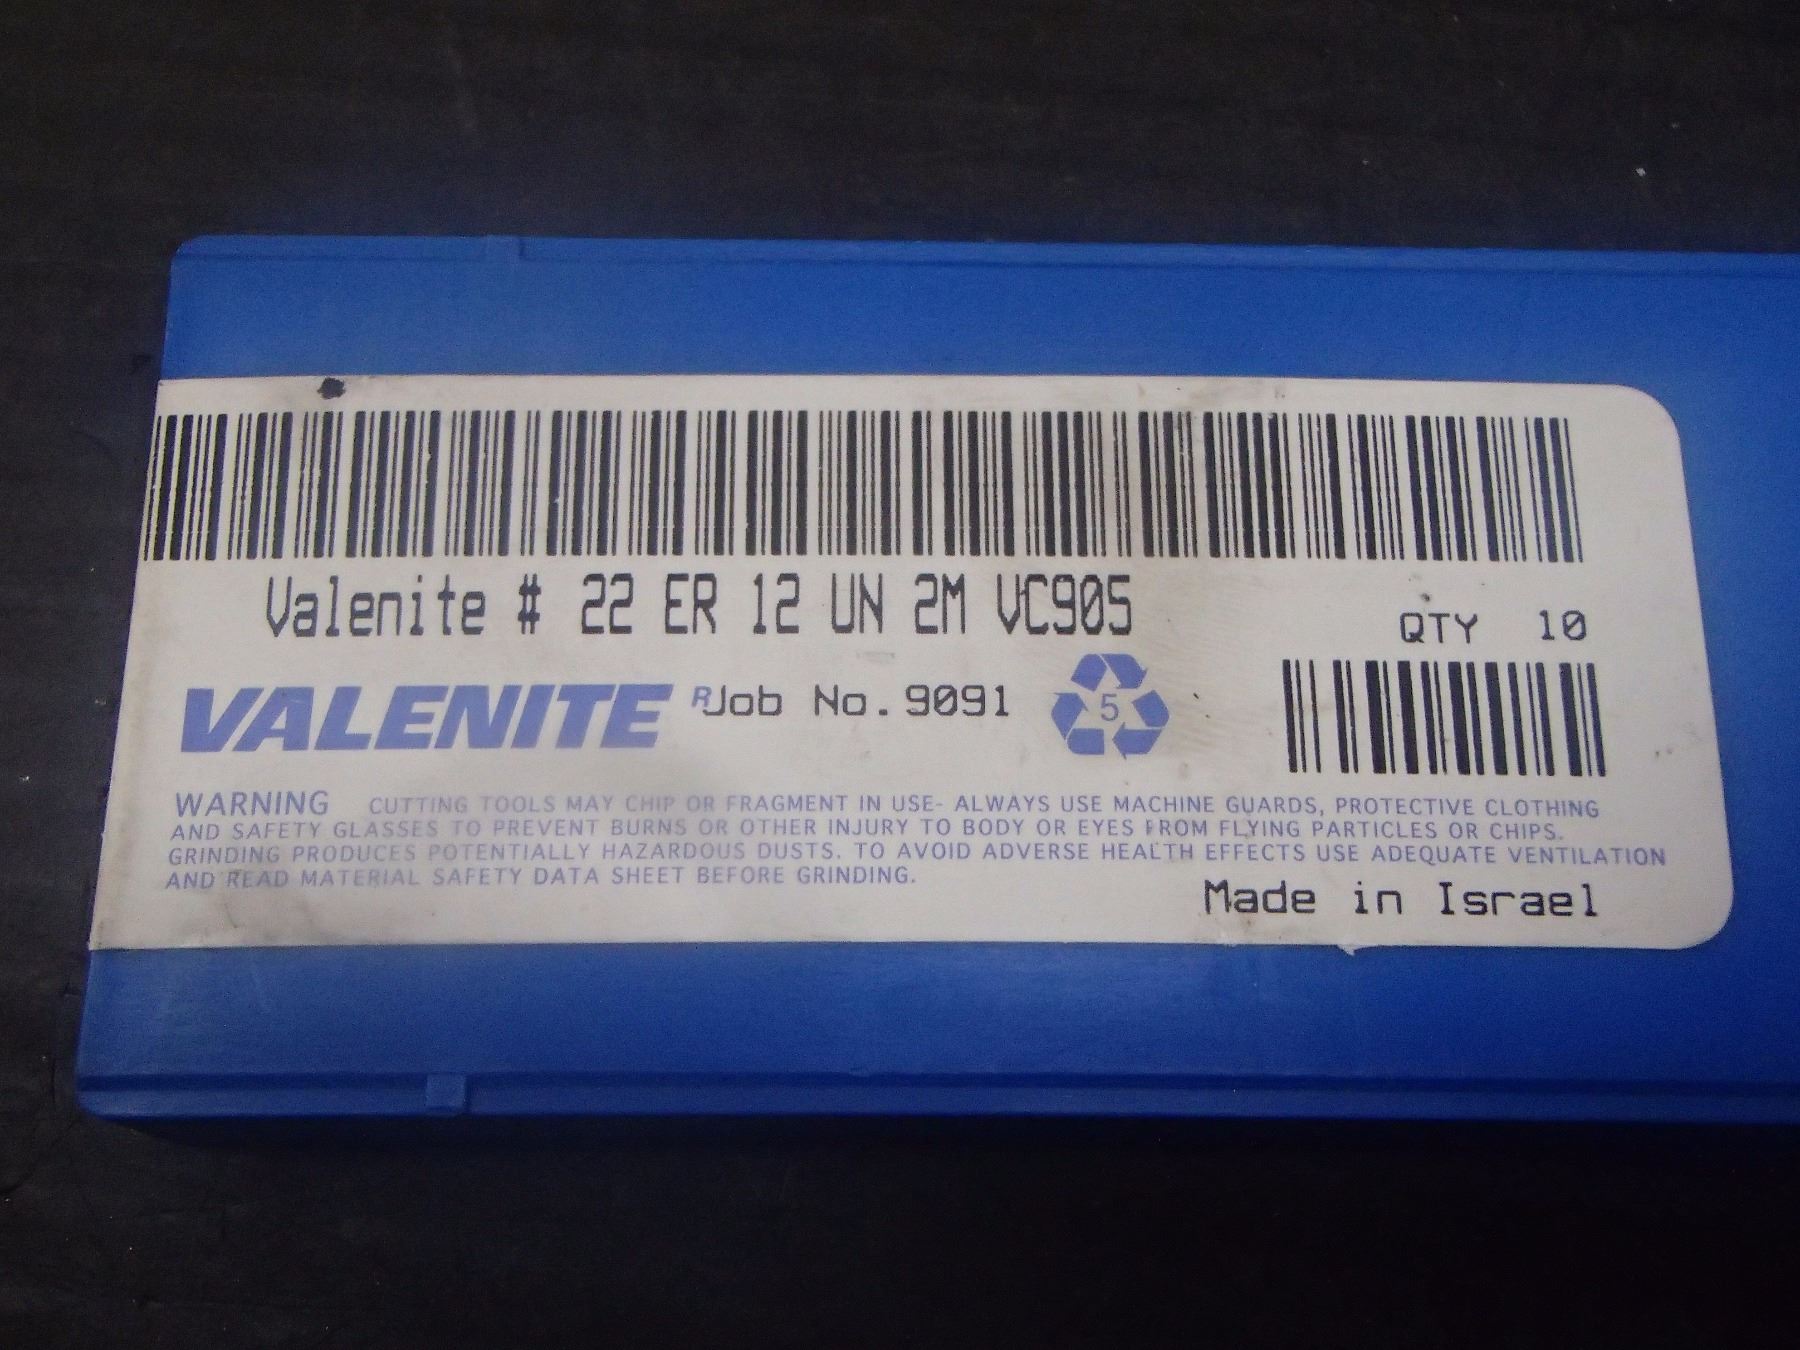 Valenite # 22 ER 12 UN 2M VC905
QTY 10
VALENITE R Job No. 9091
5
WARNING CUTTING TOOLS MAY CHIP OR FRAGMENT IN USE- ALWAYS USE MACHINE GUARDS, PROTECTIVE CLOTHING
AND SAFETY GLASSES TO PREVENT BURNS OR OTHER INJURY TO BODY OR EYES FROM FLYING PARTICLES OR CHIPS.
GRINDING PRODUCES POTENTIALLY HAZARDOUS DUSTS. TO AVOID ADVERSE HEALTH EFFECTS USE ADEQUATE VENTILATION
AND READ MATERIAL SAFETY DATA SHEET BEFORE GRINDING.
Made in Israel